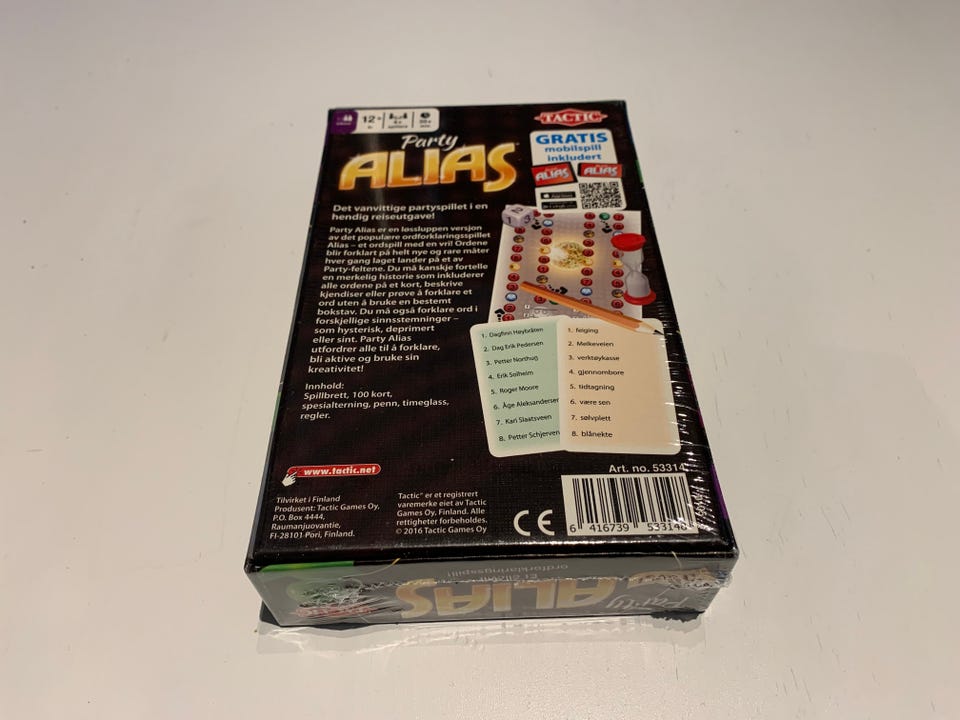 12+
år
4+
spillere
30+
min.
TACTIC
Party
ALIAS
GRATIS
mobilspill
inkludert
ALIAS
ALIAS
Det vanvittige partyspillet i en
hendig reiseutgave!
Party Alias er en løssluppen versjon
av det populære ordforklaringsspillet
Alias – et ordspill med en vri! Ordene
blir forklart på helt nye og rare måter
hver gang laget lander på et av
Party-feltene. Du må kanskje fortelle
en merkelig historie som inkluderer
alle ordene på et kort, beskrive
kjendiser eller prøve å forklare et
ord uten å bruke en bestemt
bokstav. Du må også forklare ord i
forskjellige sinnsstemninger –
som hysterisk, deprimert
eller sint. Party Alias
utfordrer alle til å forklare,
bli aktive og bruke sin
kreativitet!
Innhold:
Spillbrett, 100 kort,
spesialterning, penn, timeglass,
regler.
1. Dagfinn Høybråten
2. Dag Erik Pedersen
3. Petter Northug
4. Erik Solheim
5. Roger Moore
6. Åge Aleksandersen
7. Kari Slaatsveen
8. Petter Schjerven
1. feiging
2. Melkeveien
3. verktøykasse
4. gjennombore
5. tidtagning
6. være sen
7. sølvplett
8. blånekte
www.tactic.net
Tilvirket i Finland
Produsent: Tactic Games Oy,
P.O. Box 4444,
Raumanjuovantie,
FI-28101 Pori, Finland.
Tactic® er et registrert
varemerke eiet av Tactic
Games Oy, Finland. Alle
rettigheter forbeholdes.
© 2016 Tactic Games Oy
CE
Art. no. 53314
6 416739 533148
Et sjleint
ordforklaringsspill!
Party
ALIAS